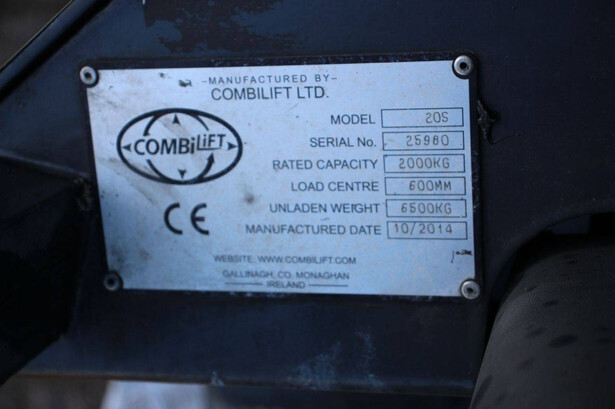 -MANUFACTURED BY-
COMBILIFT LTD.
COMBiLiFT
CE
MODEL 20S
SERIAL No. 25980
RATED CAPACITY 2000KG
LOAD CENTRE 600MM
UNLADEN WEIGHT 6500KG
MANUFACTURED DATE 10/2014
WEBSITE: WWW.COMBILIFT.COM
GALLINAGH, CO. MONAGHAN
IRELAND